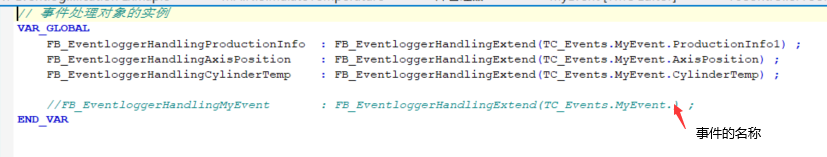 // 事件处理对象的实例
VAR_GLOBAL
FB_EventloggerHandlingProductionInfo : FB_EventloggerHandlingExtend(TC_Events.MyEvent.ProductionInfo1) ;
FB_EventloggerHandlingAxisPosition : FB_EventloggerHandlingExtend(TC_Events.MyEvent.AxisPosition) ;
FB_EventloggerHandlingCylinderTemp : FB_EventloggerHandlingExtend(TC_Events.MyEvent.CylinderTemp) ;
//FB_EventloggerHandlingMyEvent : FB_EventloggerHandlingExtend(TC_Events.MyEvent.) ;
END_VAR
事件的名称